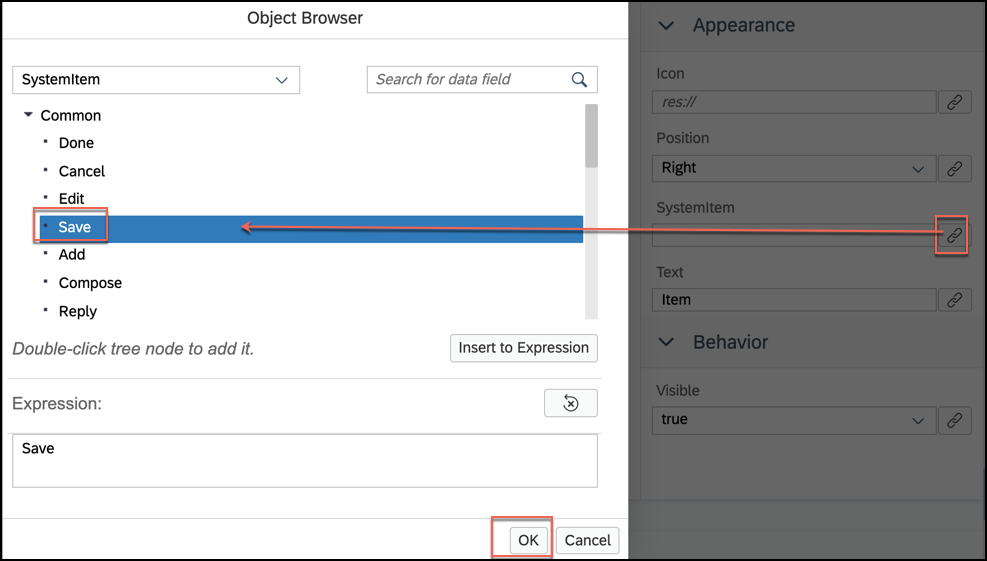 Object Browser
SystemItem
Search for data field
Common
Done
Cancel
Edit
Save
Add
Compose
Reply
Double-click tree node to add it.
Insert to Expression
Expression:
Save
OK
Cancel
Appearance
Icon
res://
Position
Right
SystemItem
Text
Item
Behavior
Visible
true